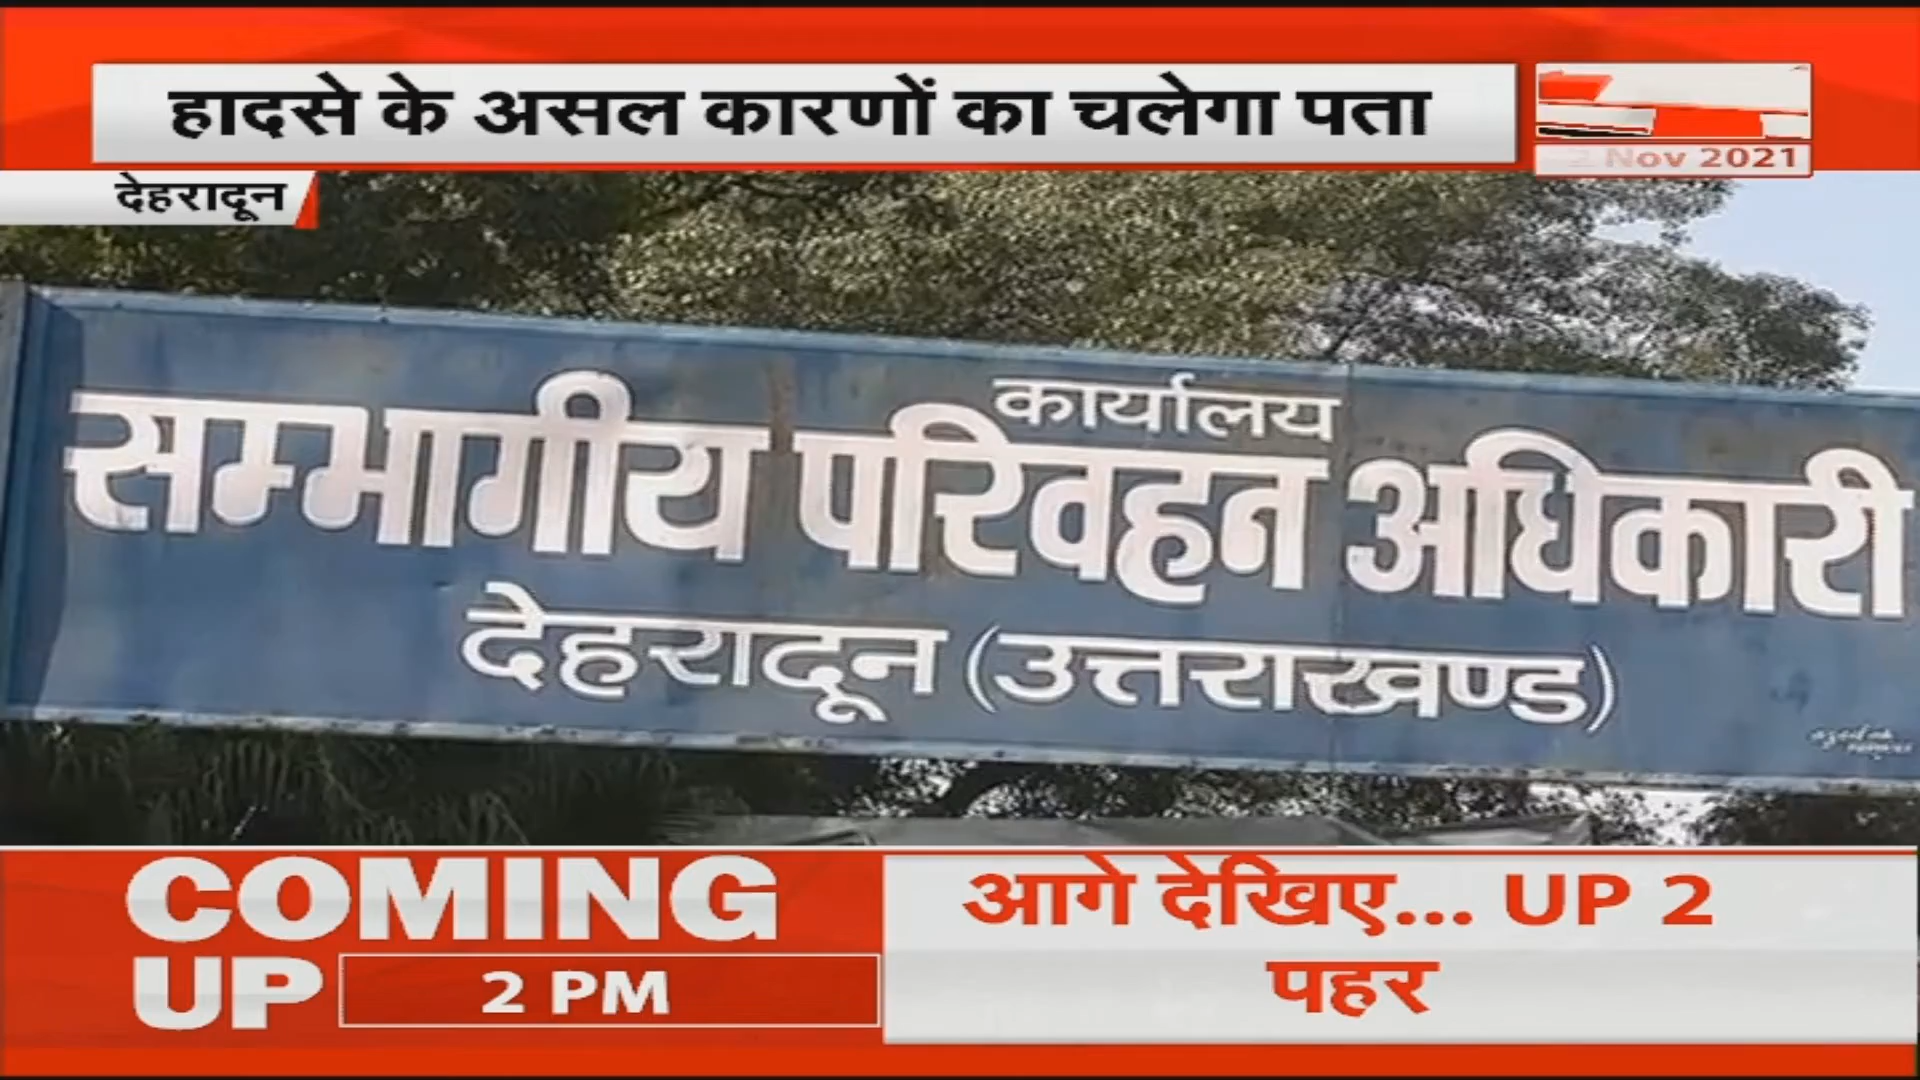 हादसे के असल कारणों का चलेगा पता
2 Nov 2021
देहरादून
कार्यालय
सम्भागीय परिवहन अधिकारी
देहरादून (उत्तराखण्ड)
COMING
UP
2 PM
आगे देखिए... UP 2
पहर